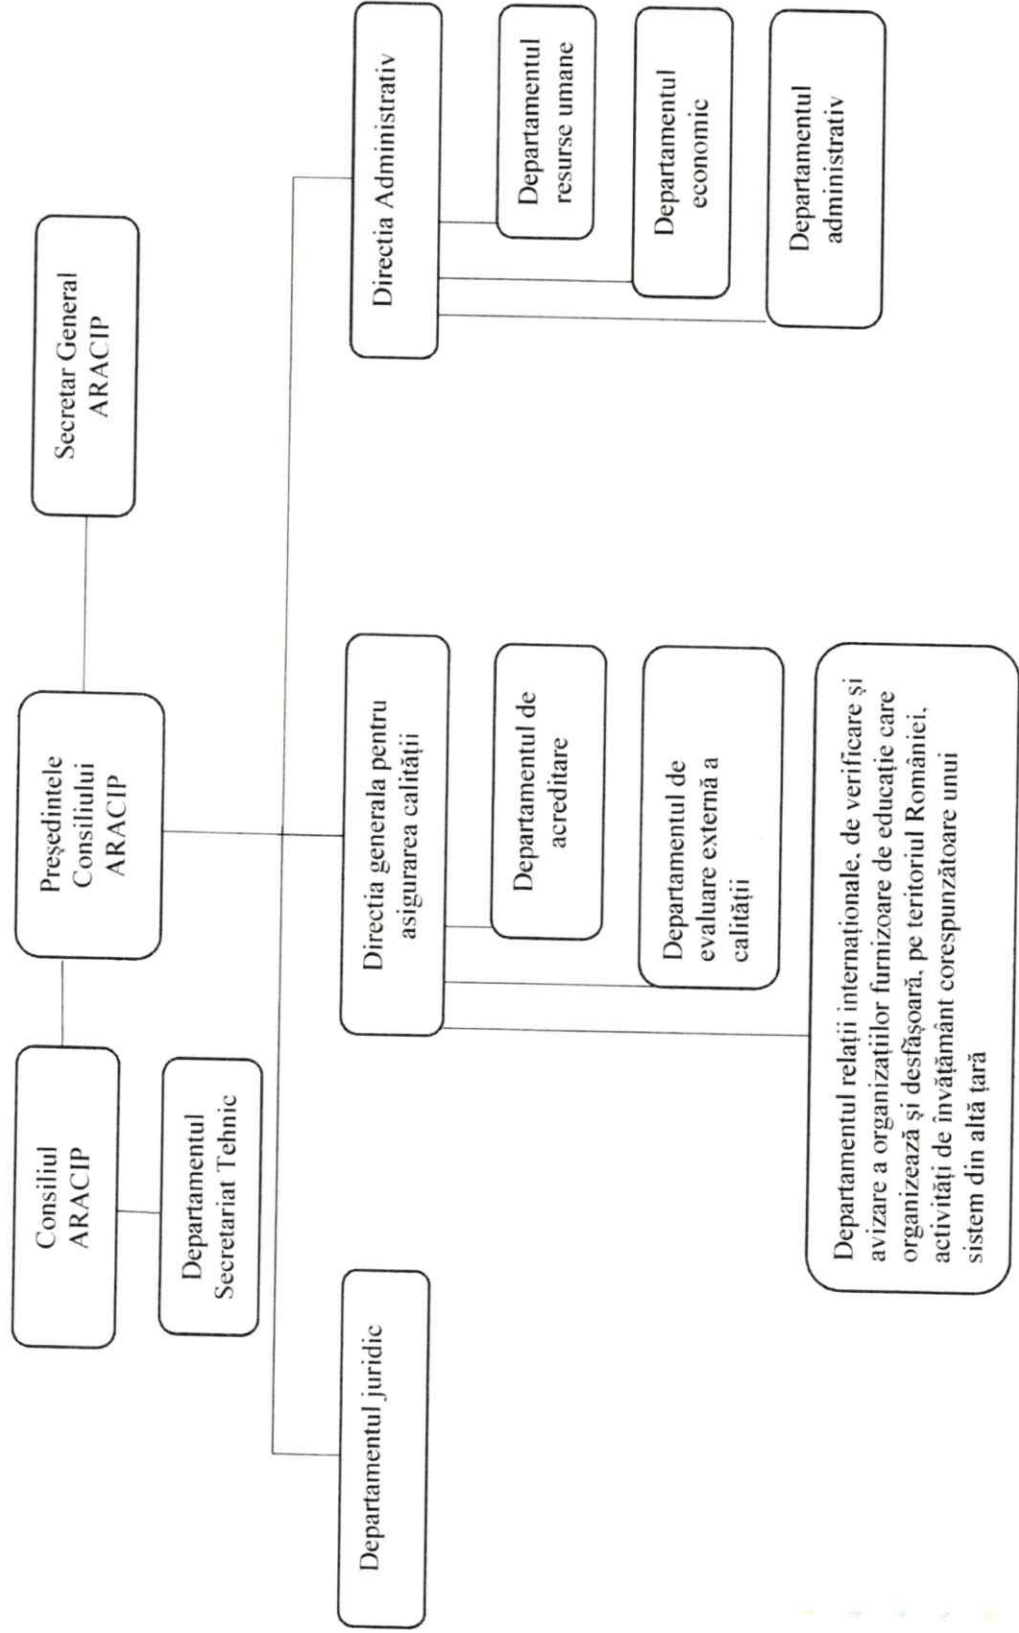 Consiliul
ARACIP
Președintele
Consiliului
ARACIP
Secretar General
ARACIP
Departamentul
Secretariat Tehnic
Departamentul juridic
Directia generala pentru
asigurarea calității
Directia Administrativ
Departamentul de
acreditare
Departamentul de
evaluare externă a
calității
Departamentul relații internaționale, de verificare și
avizare a organizațiilor furnizoare de educație care
organizează și desfășoară, pe teritoriul României,
activități de învățământ corespunzătoare unui
sistem din altă țară
Departamentul
resurse umane
Departamentul
economic
Departamentul
administrativ